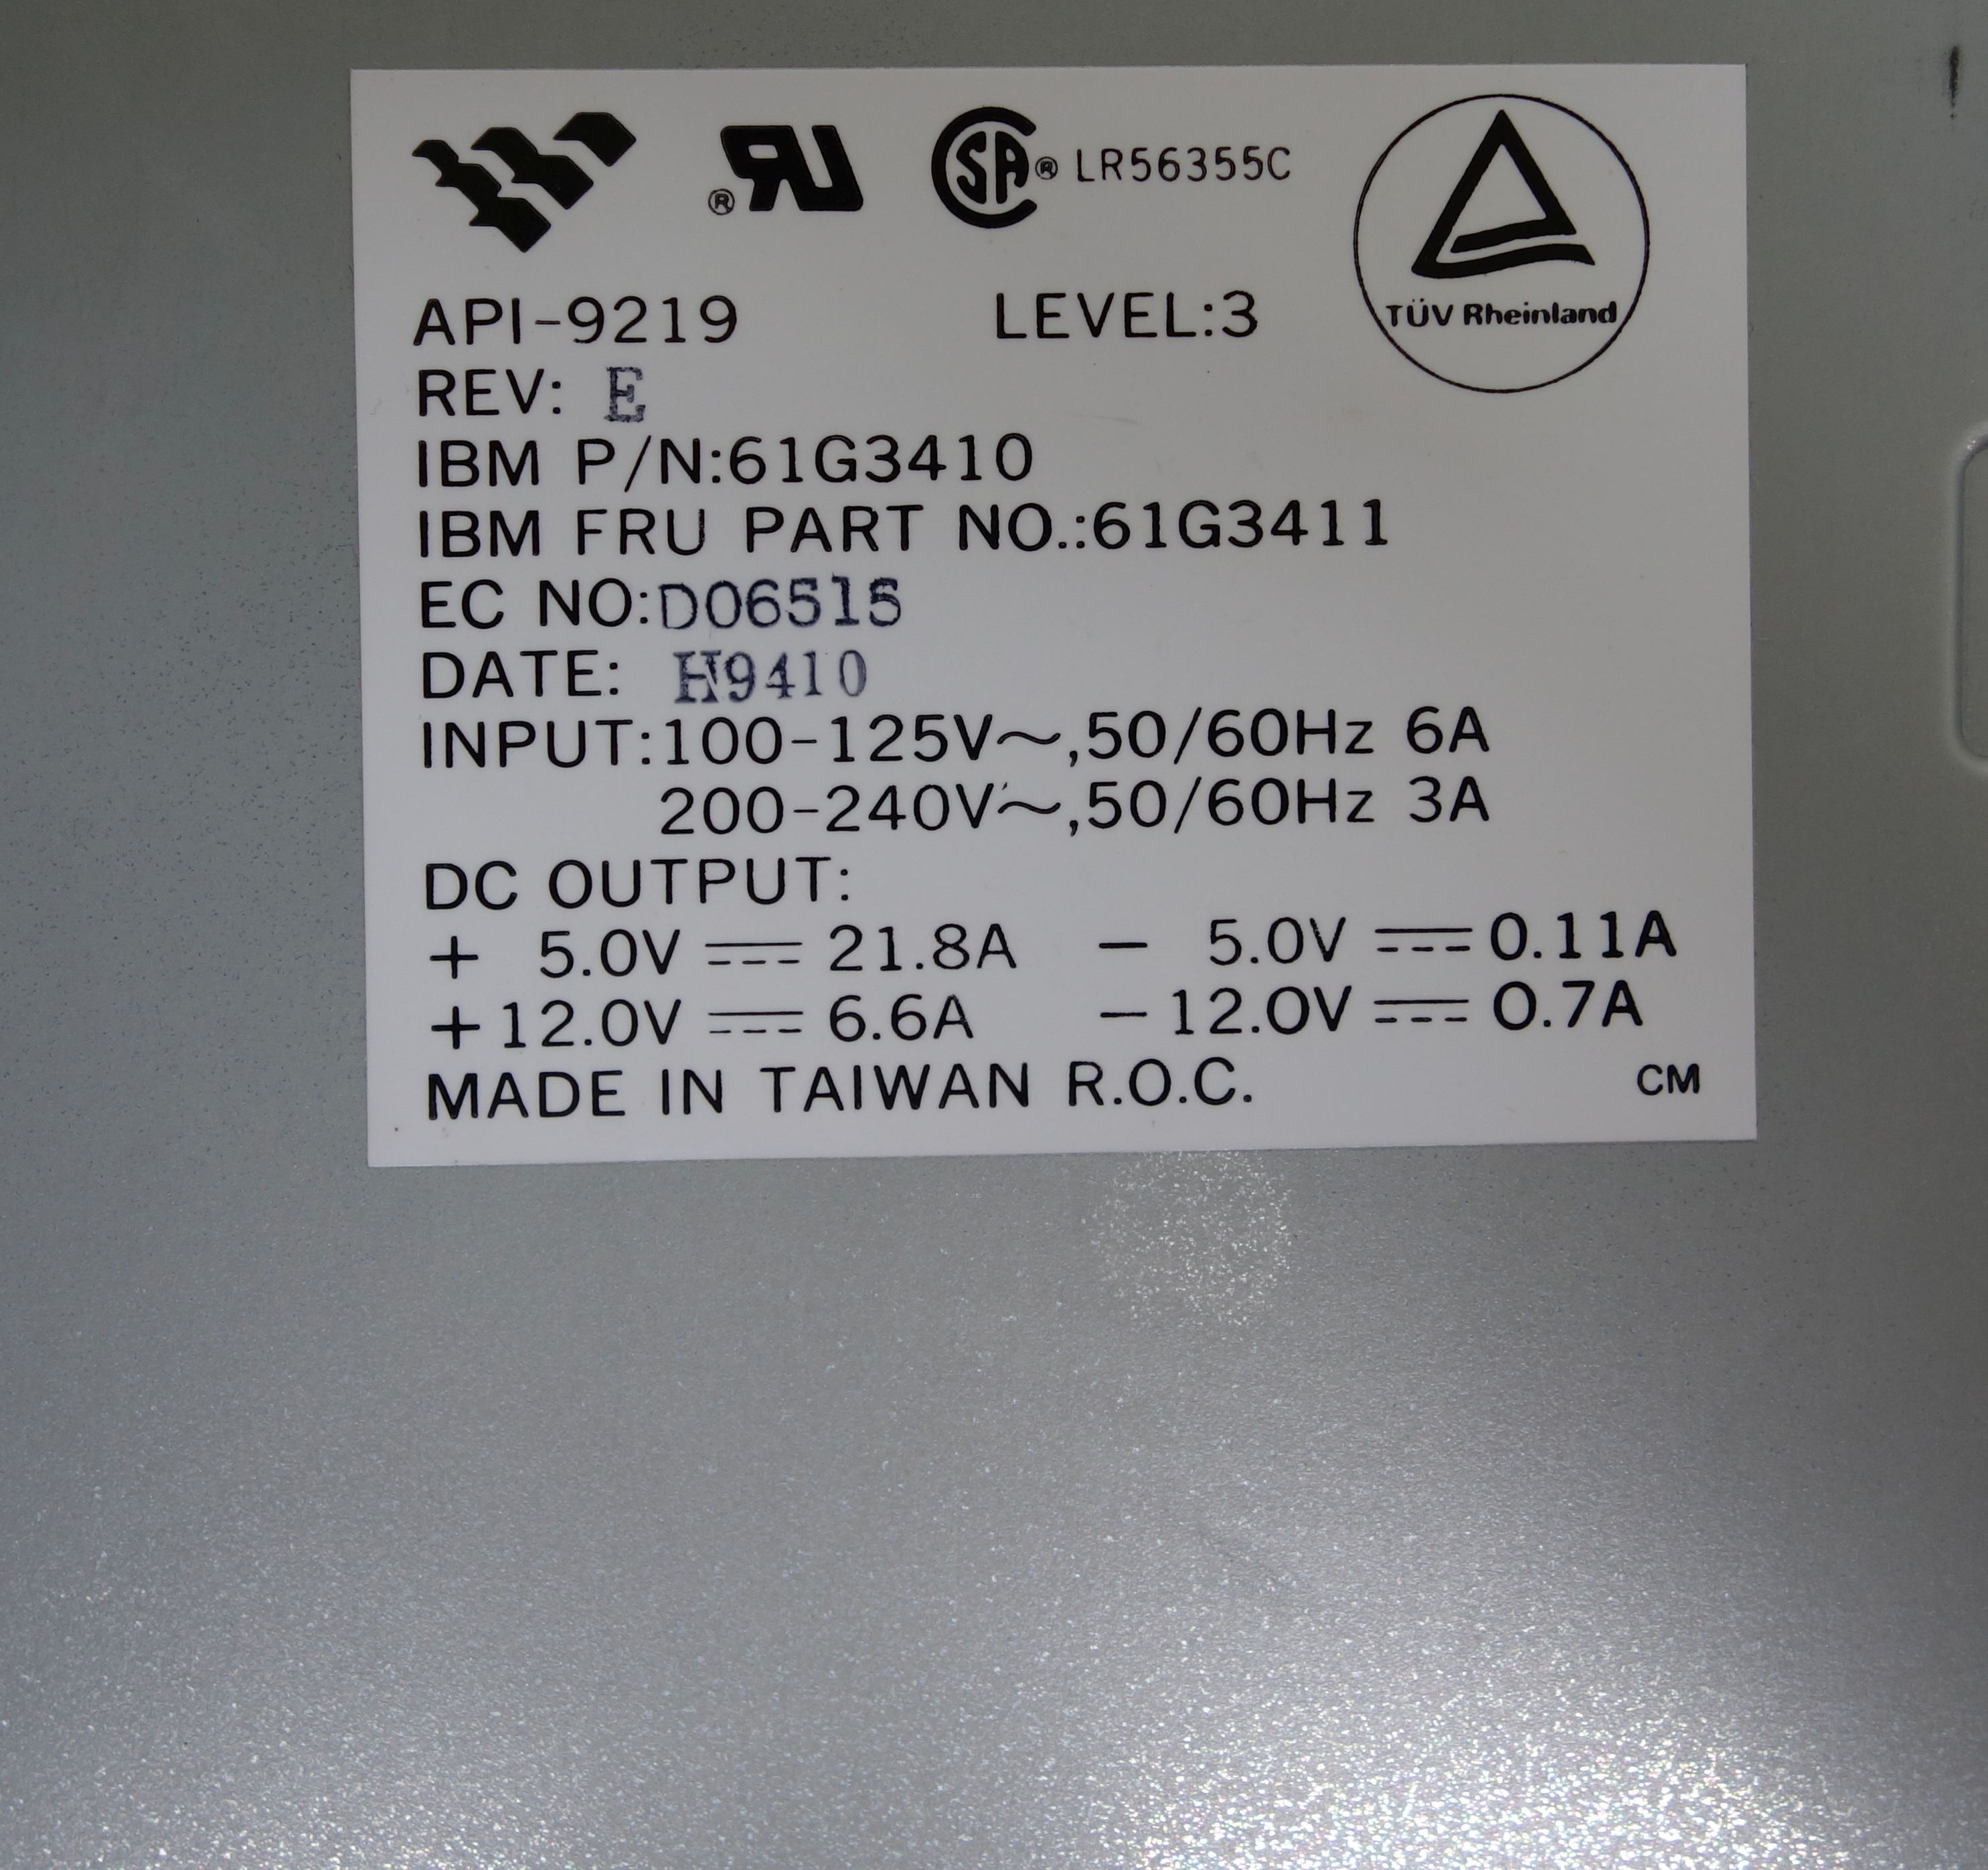 ® SA® LR56355C
TÜV Rheinland
API-9219 LEVEL:3
REV: E
IBM P/N:61G3410
IBM FRU PART NO.:61G3411
EC NO:D06515
DATE: H9410
INPUT:100-125V~,50/60Hz 6A
200-240V~,50/60Hz 3A
DC OUTPUT:
+ 5.0V ⎓ 21.8A − 5.0V ⎓ 0.11A
+12.0V ⎓ 6.6A −12.0V ⎓ 0.7A
MADE IN TAIWAN R.O.C. CM